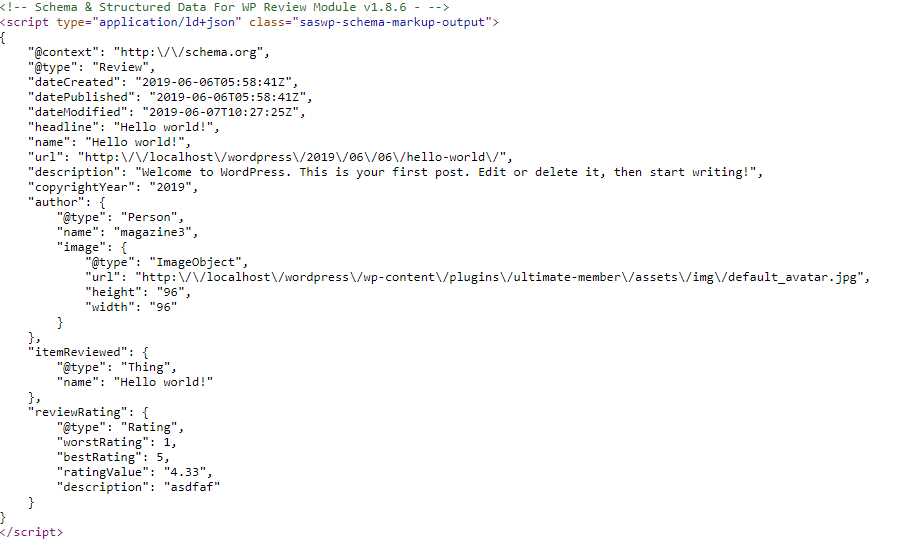 <!-- Schema & Structured Data For WP Review Module v1.8.6 - -->
<script type="application/ld+json" class="saswp-schema-markup-output">
{
    "@context": "http:\/\/schema.org",
    "@type": "Review",
    "dateCreated": "2019-06-06T05:58:41Z",
    "datePublished": "2019-06-06T05:58:41Z",
    "dateModified": "2019-06-07T10:27:25Z",
    "headline": "Hello world!",
    "name": "Hello world!",
    "url": "http:\/\/localhost\/wordpress\/2019\/06\/06\/hello-world\/",
    "description": "Welcome to WordPress. This is your first post. Edit or delete it, then start writing!",
    "copyrightYear": "2019",
    "author": {
        "@type": "Person",
        "name": "magazine3",
        "image": {
            "@type": "ImageObject",
            "url": "http:\/\/localhost\/wordpress\/wp-content\/plugins\/ultimate-member\/assets\/img\/default_avatar.jpg",
            "height": "96",
            "width": "96"
        }
    },
    "itemReviewed": {
        "@type": "Thing",
        "name": "Hello world!"
    },
    "reviewRating": {
        "@type": "Rating",
        "worstRating": 1,
        "bestRating": 5,
        "ratingValue": "4.33",
        "description": "asdfaf"
    }
}
</script>